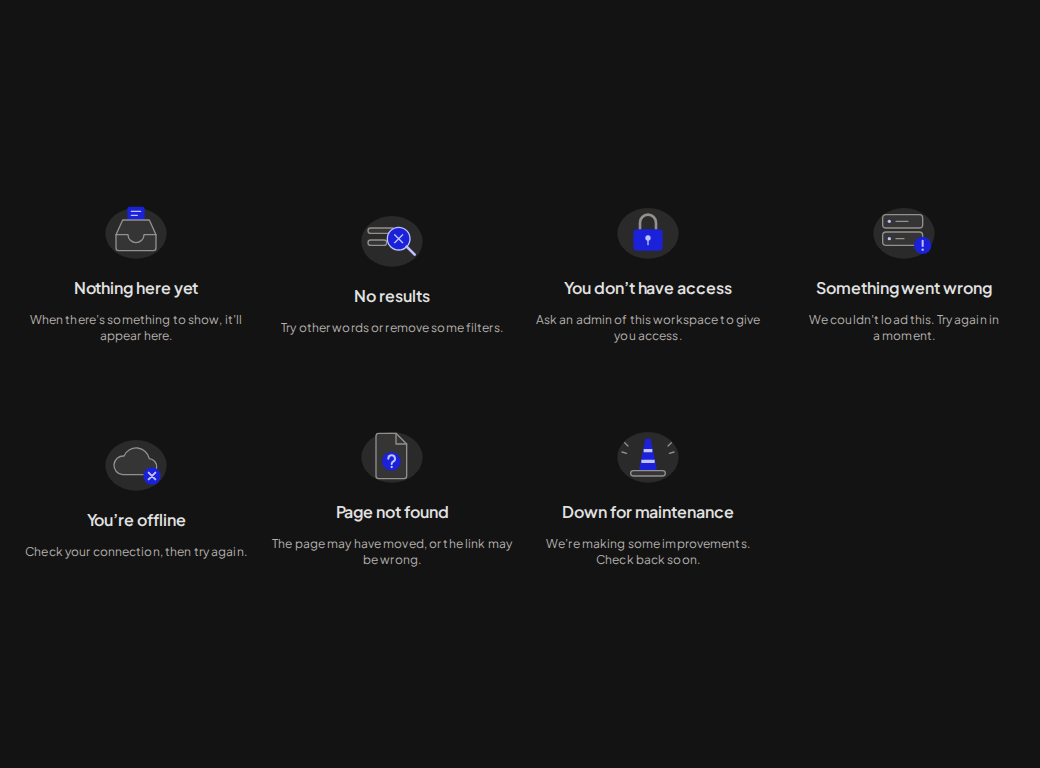 Nothing here yet
When there’s something to show, it’ll
appear here.
No results
Try other words or remove some filters.
You don’t have access
Ask an admin of this workspace to give
you access.
Something went wrong
We couldn’t load this. Try again in
a moment.
You’re offline
Check your connection, then try again.
?
Page not found
The page may have moved, or the link may
be wrong.
Down for maintenance
We’re making some improvements.
Check back soon.